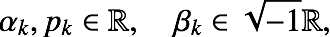 αₖ, pₖ ∈ ℝ, βₖ ∈ √−1ℝ,